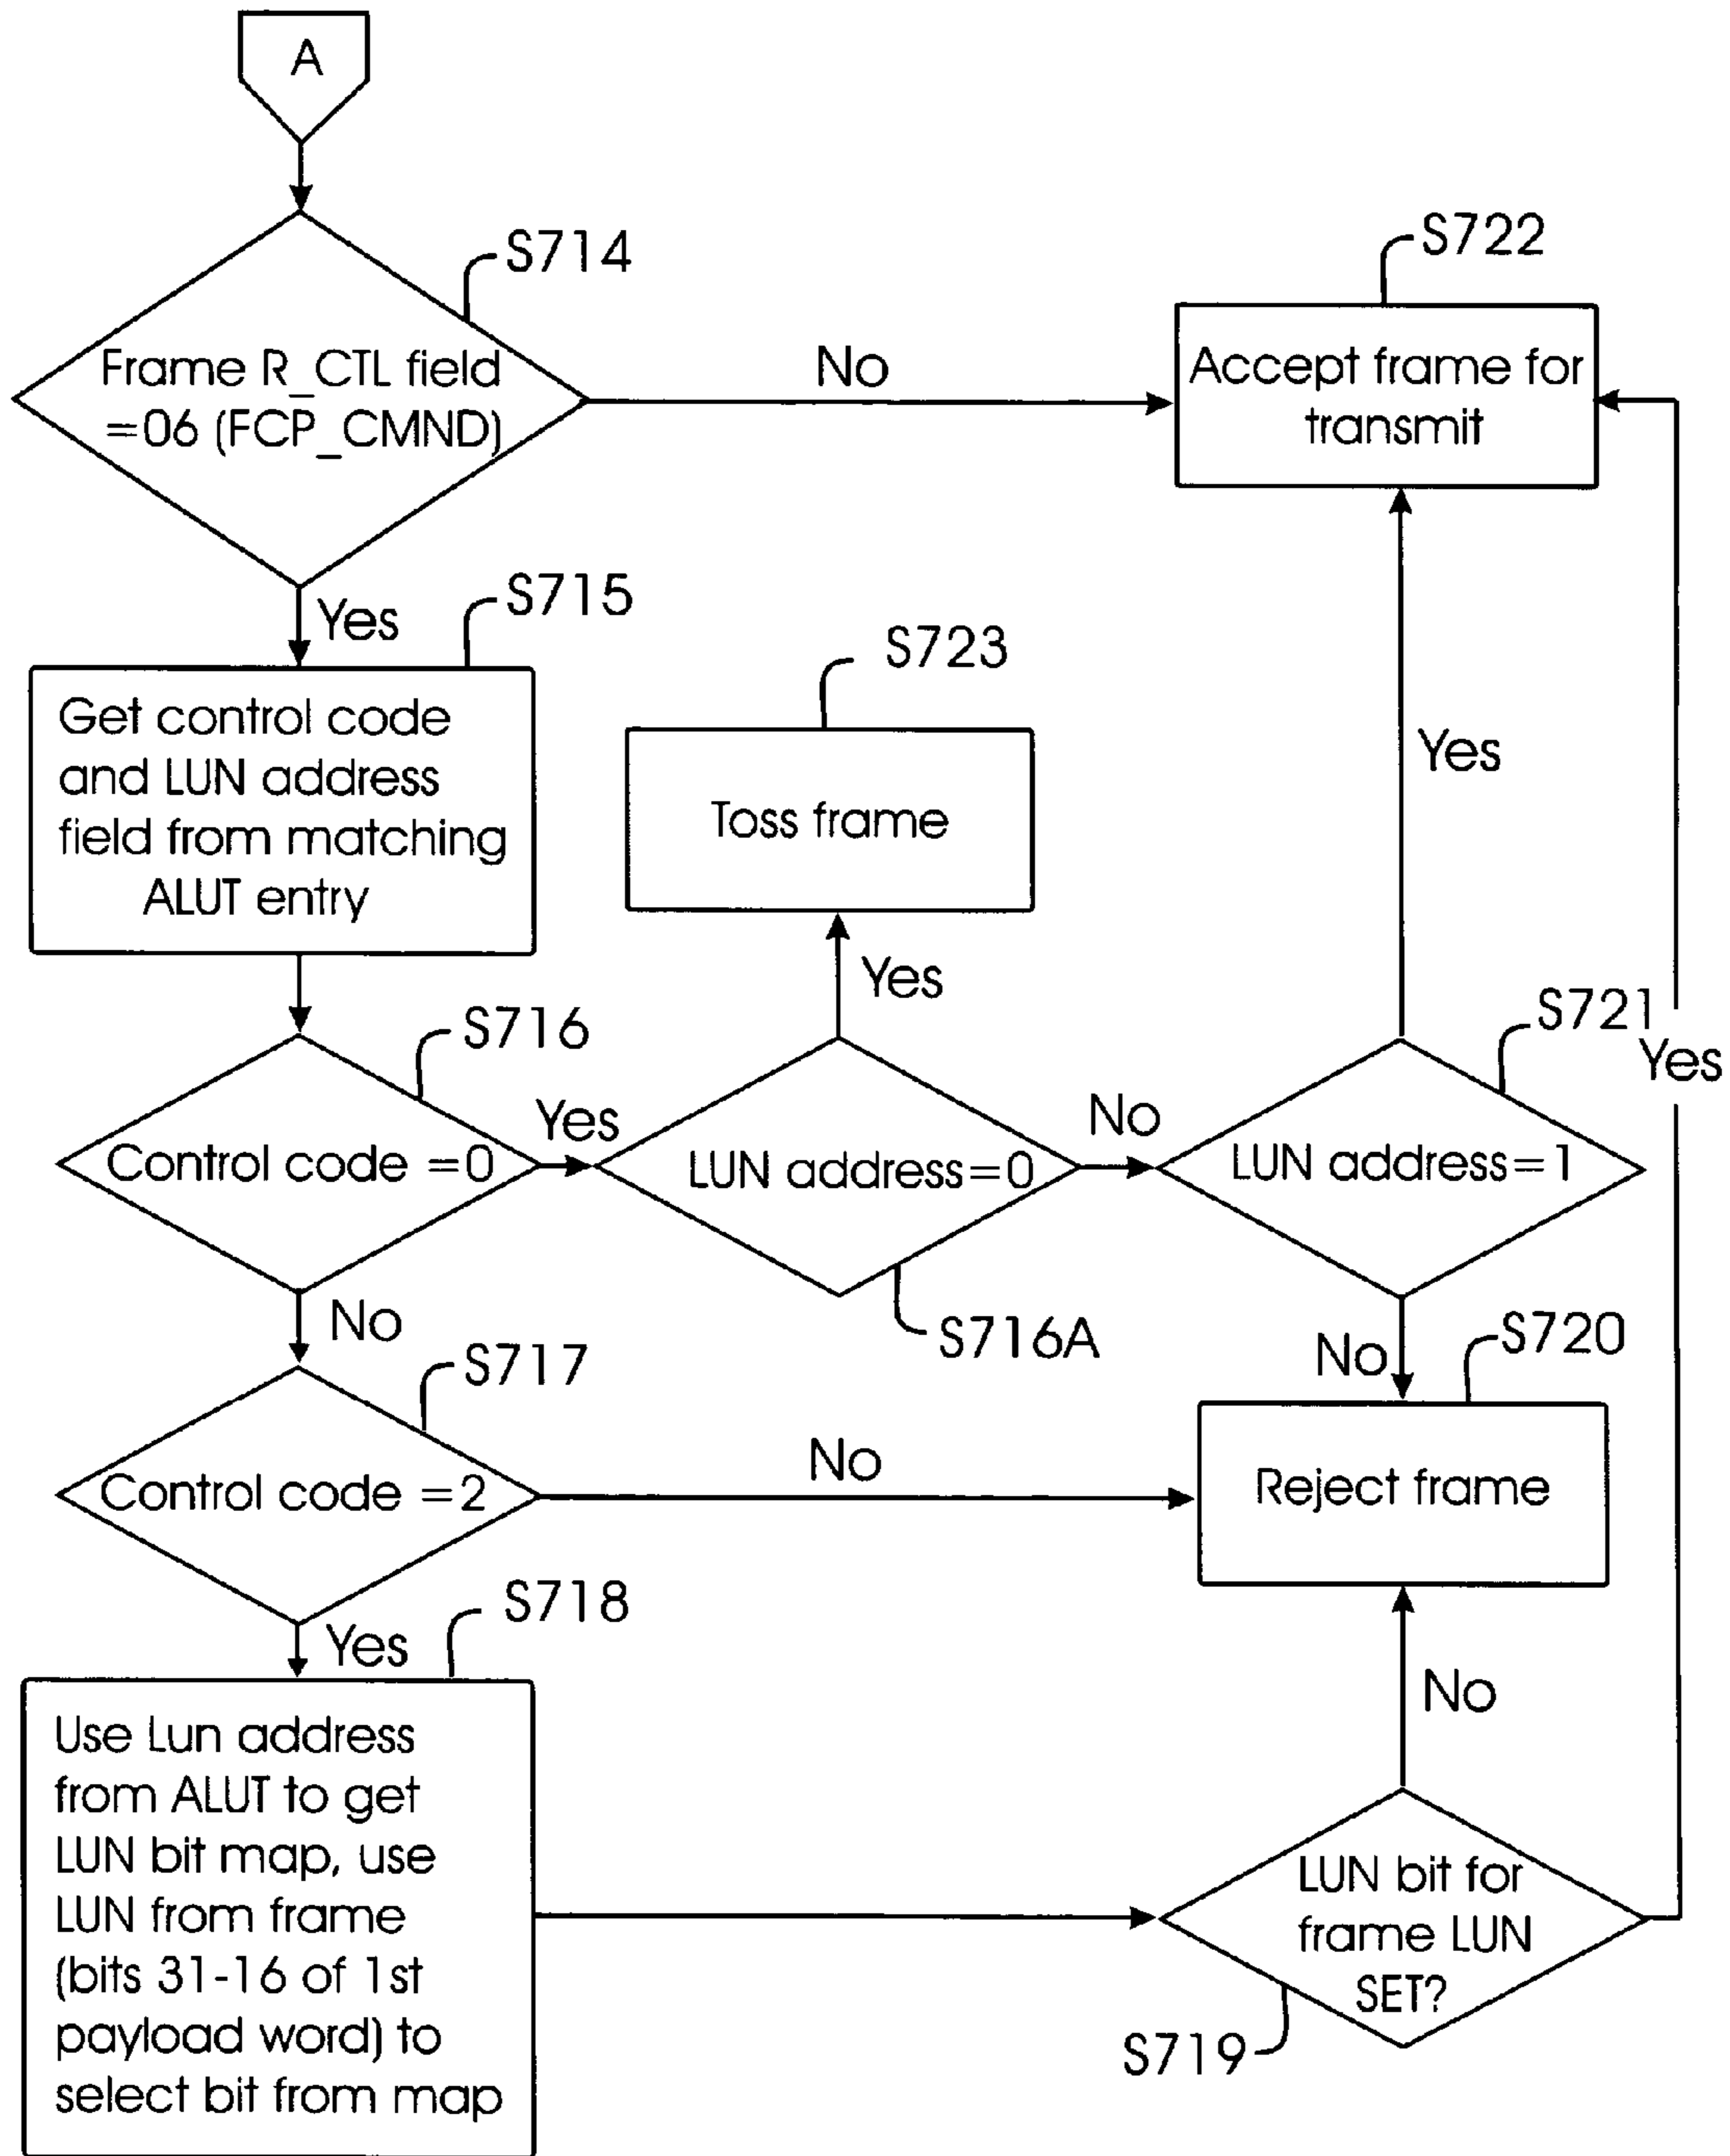 A
S714
Frame R_CTL field
=06 (FCP_CMND)
No
S722
Accept frame for
transmit
Yes
S715
Get control code
and LUN address
field from matching
ALUT entry
S723
Toss frame
Yes
Yes
S716
Control code =0
Yes
LUN address=0
S716A
No
S721
LUN address=1
Yes
No
No
S720
Reject frame
S717
Control code =2
No
Yes
S718
Use Lun address
from ALUT to get
LUN bit map, use
LUN from frame
(bits 31-16 of 1st
payload word) to
select bit from map
No
LUN bit for
frame LUN
SET?
S719